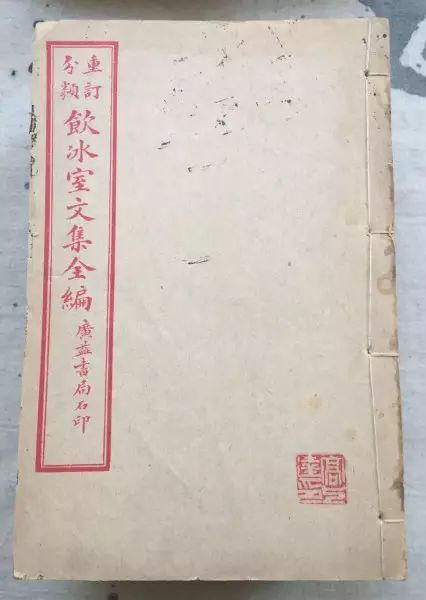 重訂
分類
飲冰室文集全編
廣益書局石印